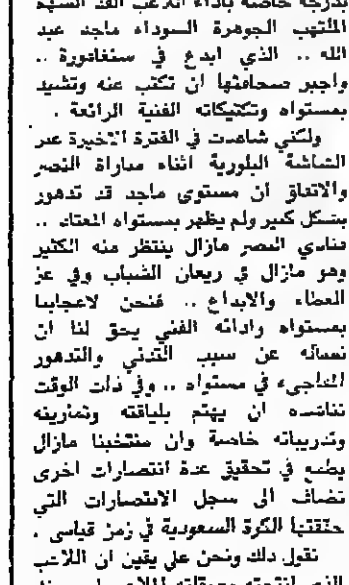 بدرجة خاصة بأداء اللاعب الفذ
الملتهب الجوهرة السوداء ماجد عبد
الله .. الذي ابدع في سنغافورة ..
واجبر صحافتها ان تكتب عنه وتشيد
بمستواه وتكتيكاته الفنية الرائعة .
ولكني شاهدت في الفترة الاخيرة عبر
الشاشة البلورية اثناء مباراة النصر
والاتفاق ان مستوى ماجد قد تدهور
بشكل كبير ولم يظهر بمستواه المعتاد ..
فنادي النصر مازال ينتظر منه الكثير
وهو مازال في ريعان الشباب وفي عز
العطاء والابداع .. فنحن لاعجابنا
بمستواه وادائه الفني يحق لنا ان
نسأله عن سبب التدني والتدهور
المفاجىء في مستواه .. وفي ذات الوقت
نناشده ان يهتم بلياقته وتمارينه
وتدريباته خاصة وان منتخبنا مازال
يطمع في تحقيق عدة انتصارات اخرى
تضاف الى سجل الانتصارات التي
حققتها الكرة السعودية في زمن قياسي .
نقول ذلك ونحن على يقين ان اللاعب